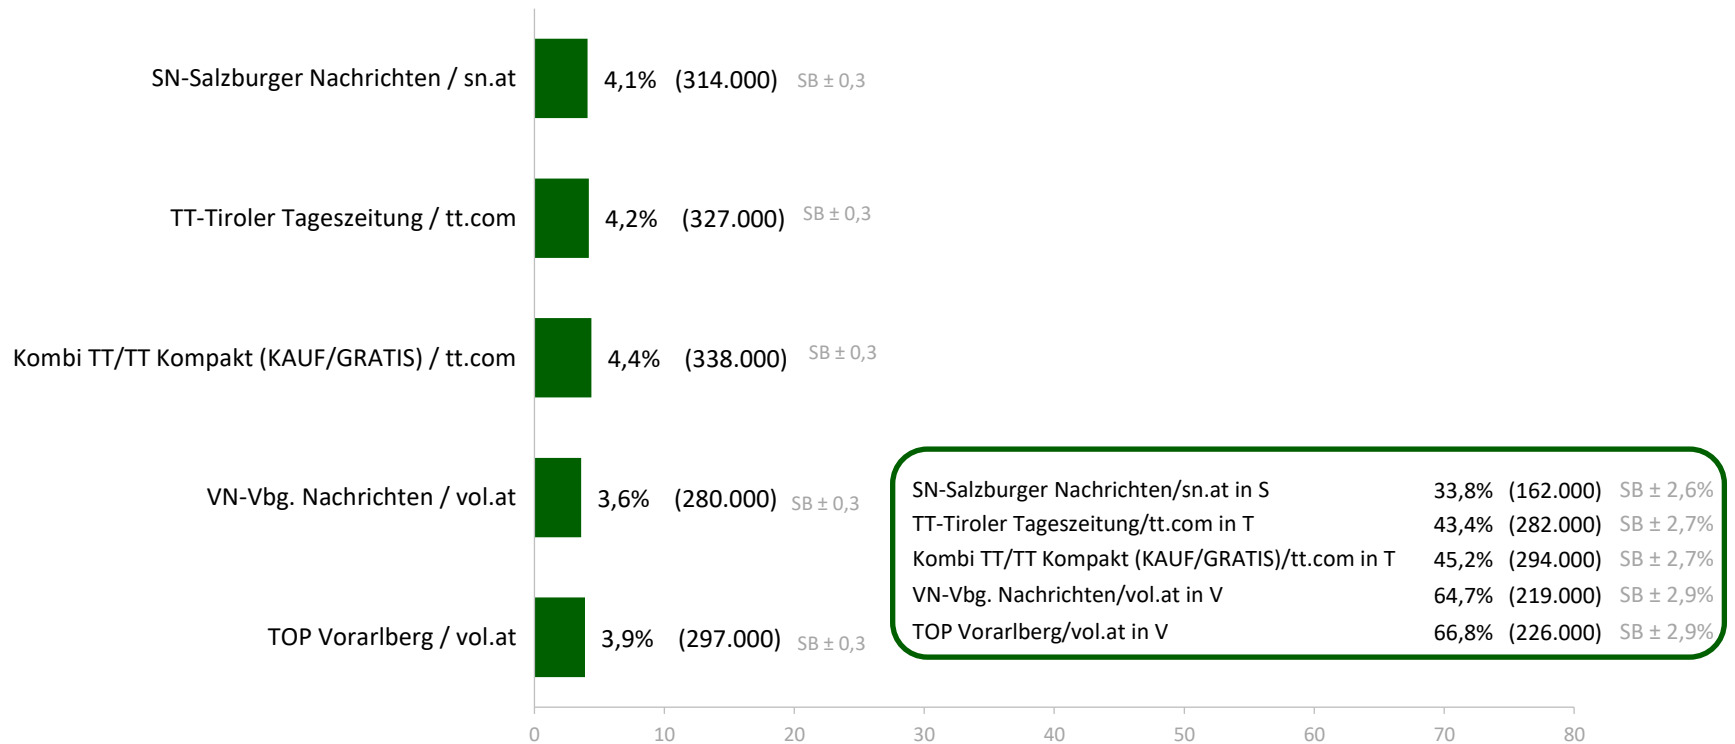 SN-Salzburger Nachrichten / sn.at 4,1% (314.000) SB ± 0,3
TT-Tiroler Tageszeitung / tt.com 4,2% (327.000) SB ± 0,3
Kombi TT/TT Kompakt (KAUF/GRATIS) / tt.com 4,4% (338.000) SB ± 0,3
VN-Vbg. Nachrichten / vol.at 3,6% (280.000) SB ± 0,3
TOP Vorarlberg / vol.at 3,9% (297.000) SB ± 0,3
SN-Salzburger Nachrichten/sn.at in S 33,8% (162.000) SB ± 2,6%
TT-Tiroler Tageszeitung/tt.com in T 43,4% (282.000) SB ± 2,7%
Kombi TT/TT Kompakt (KAUF/GRATIS)/tt.com in T 45,2% (294.000) SB ± 2,7%
VN-Vbg. Nachrichten/vol.at in V 64,7% (219.000) SB ± 2,9%
TOP Vorarlberg/vol.at in V 66,8% (226.000) SB ± 2,9%
0 10 20 30 40 50 60 70 80